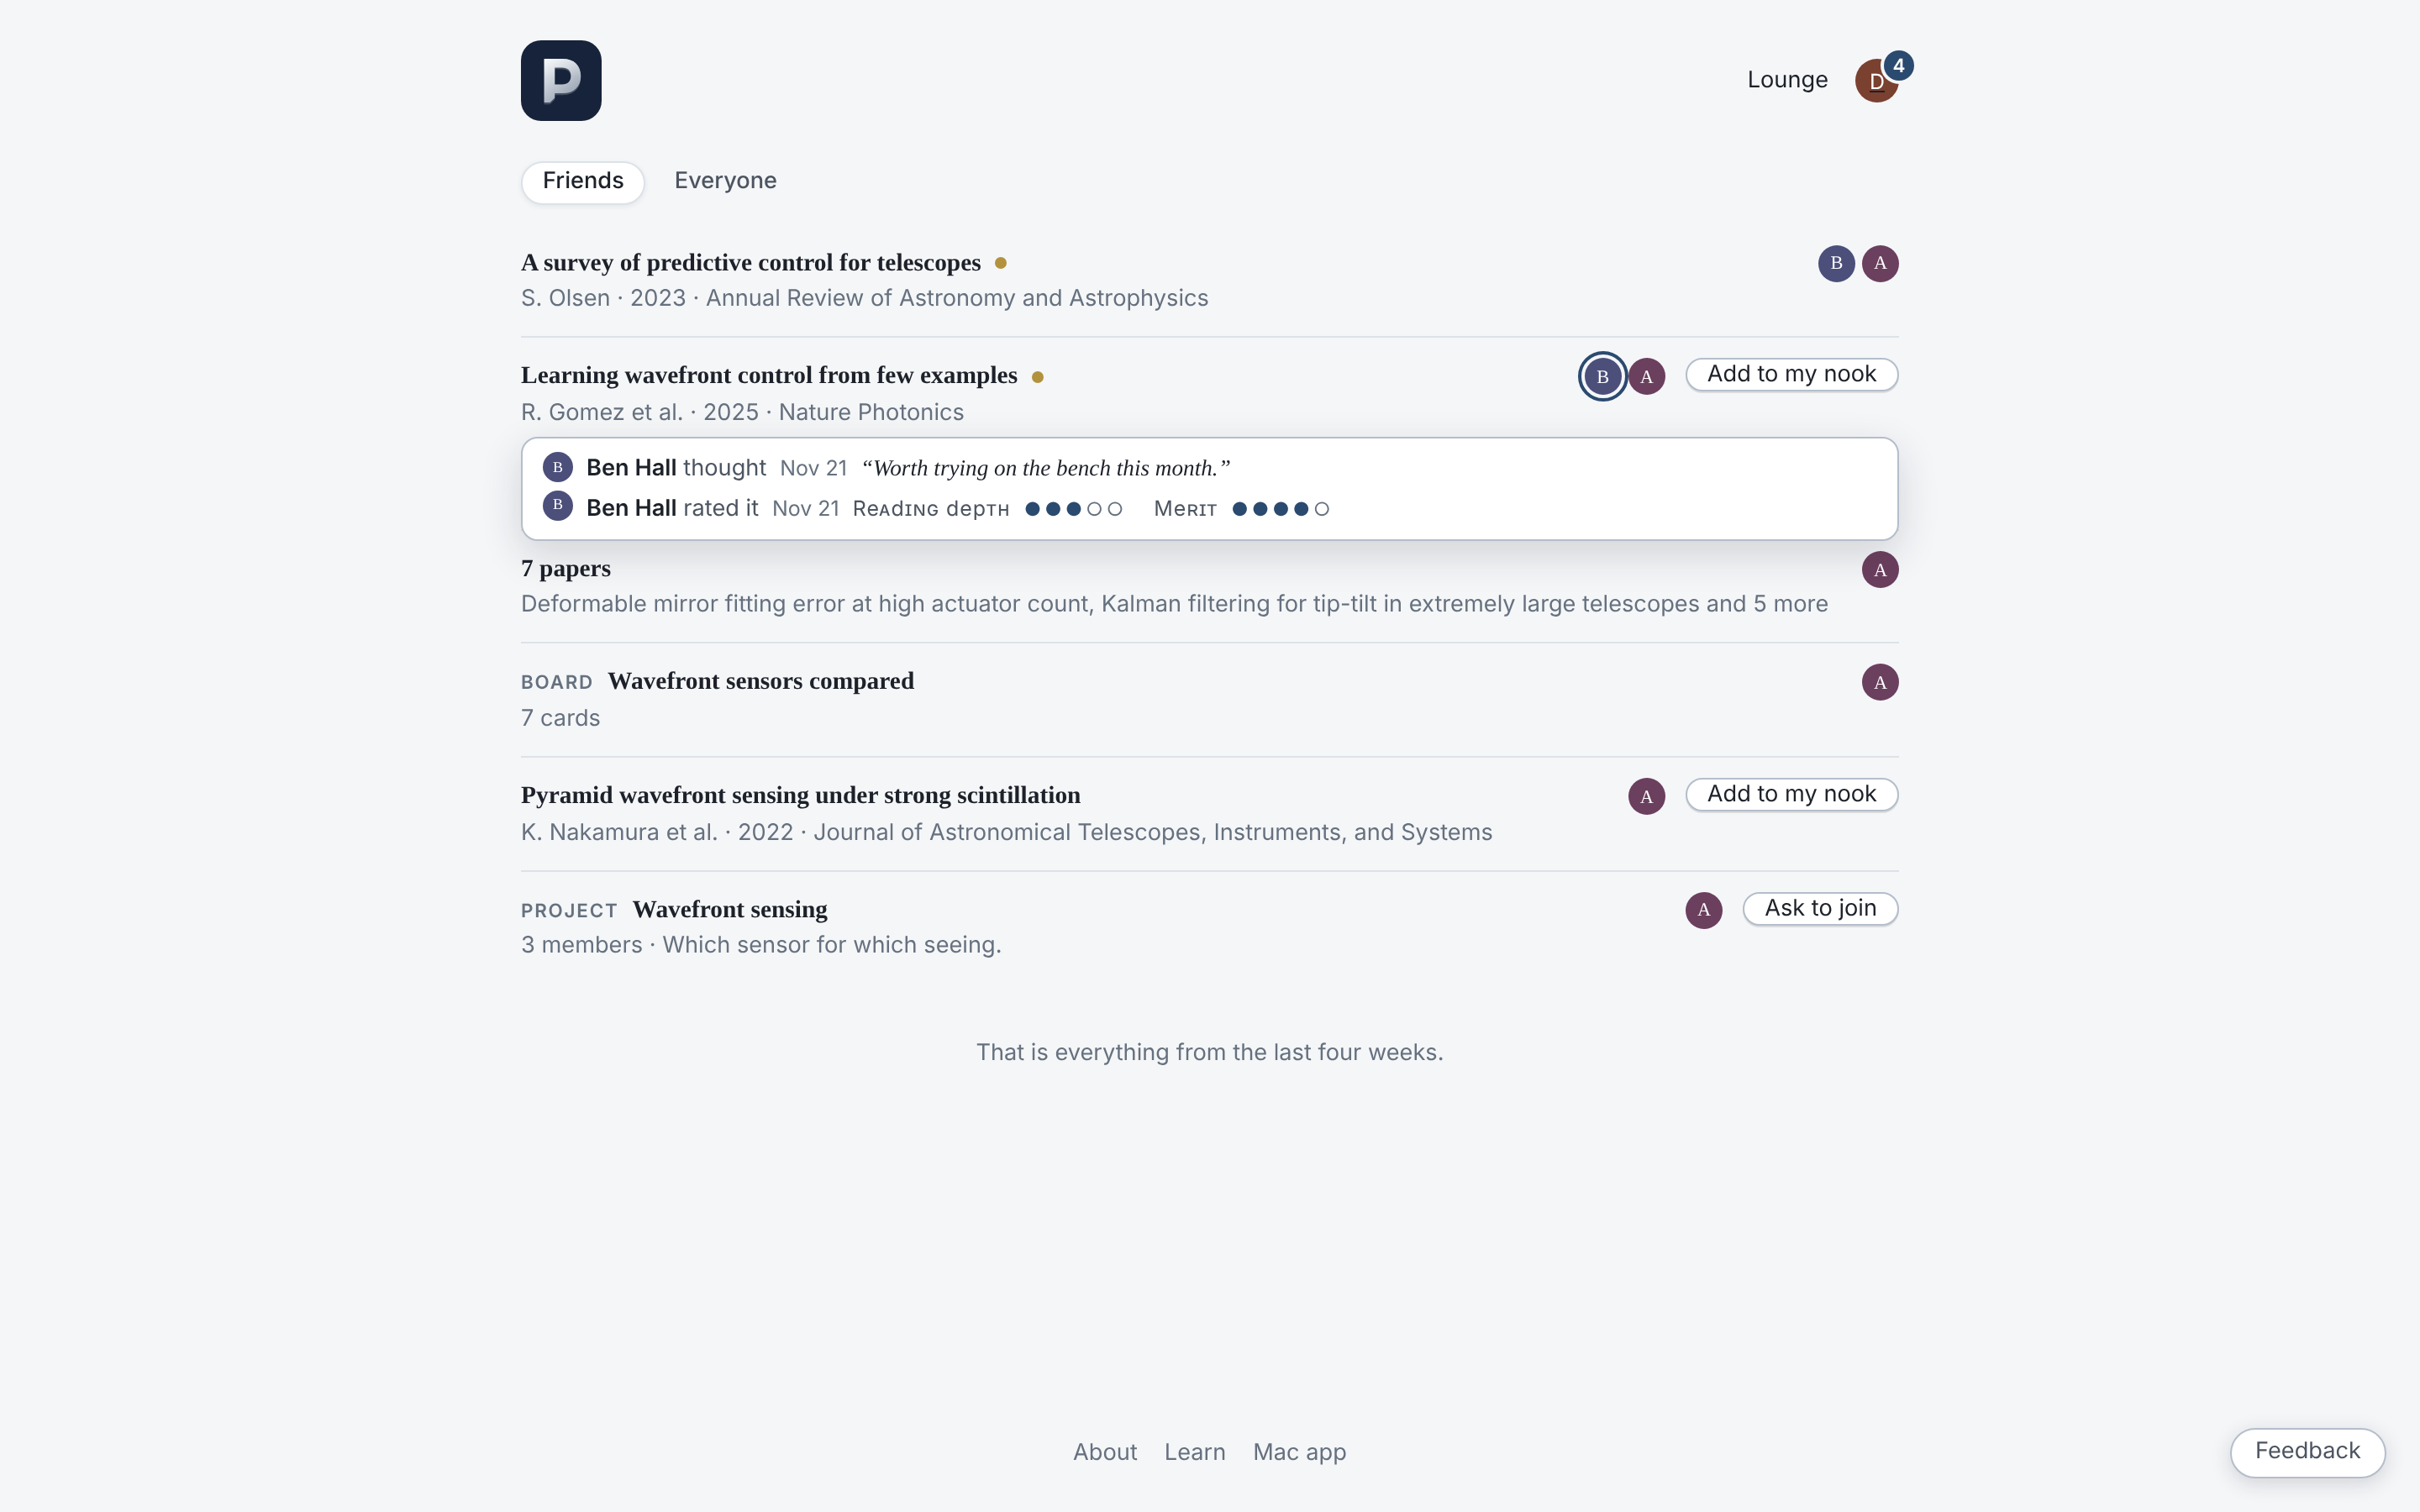 P
Lounge
D
4
Friends
Everyone
A survey of predictive control for telescopes
B
A
S. Olsen · 2023 · Annual Review of Astronomy and Astrophysics
Learning wavefront control from few examples
B
A
Add to my nook
R. Gomez et al. · 2025 · Nature Photonics
B
Ben Hall thought Nov 21 “Worth trying on the bench this month.”
B
Ben Hall rated it Nov 21 Reading depth
Merit
7 papers
A
Deformable mirror fitting error at high actuator count, Kalman filtering for tip-tilt in extremely large telescopes and 5 more
BOARD Wavefront sensors compared
A
7 cards
Pyramid wavefront sensing under strong scintillation
A
Add to my nook
K. Nakamura et al. · 2022 · Journal of Astronomical Telescopes, Instruments, and Systems
PROJECT Wavefront sensing
A
Ask to join
3 members · Which sensor for which seeing.
That is everything from the last four weeks.
About
Learn
Mac app
Feedback